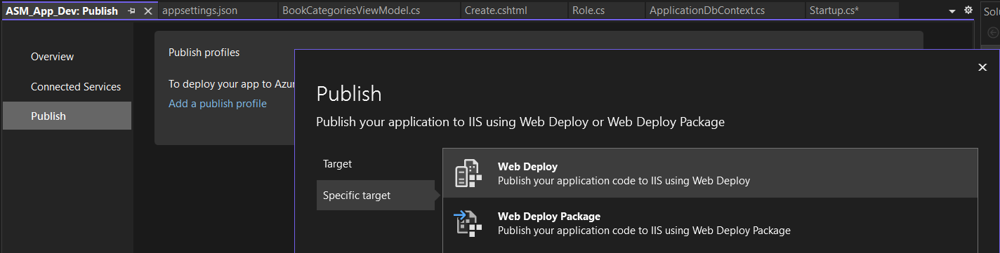 ASM_App_Dev: Publish
appsettings.json
BookCategoriesViewModel.cs
Create.cshtml
Role.cs
ApplicationDbContext.cs
Startup.cs*
Solu
Overview
Connected Services
Publish
Publish profiles
To deploy your app to Azur
Add a publish profile
Publish
Publish your application to IIS using Web Deploy or Web Deploy Package
Target
Specific target
Web Deploy
Publish your application code to IIS using Web Deploy
Web Deploy Package
Publish your application code to IIS using Web Deploy Package